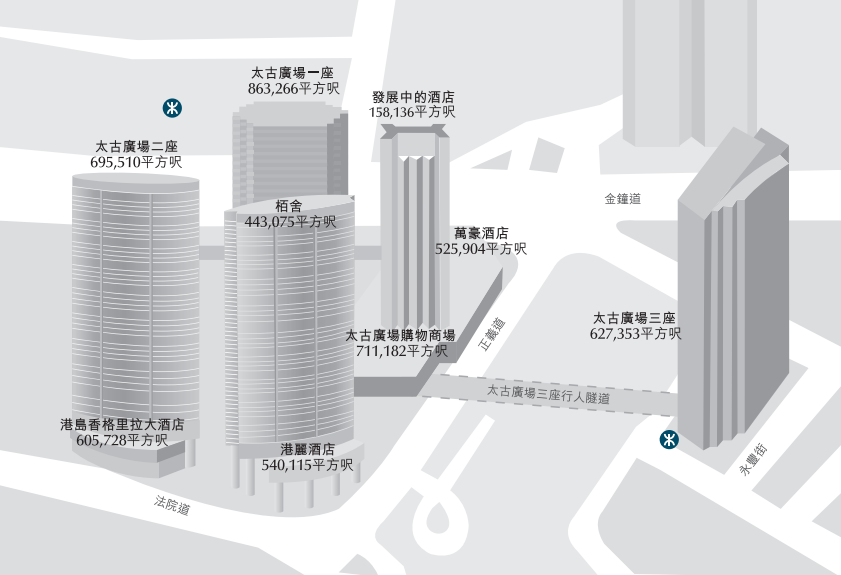 太古廣場一座
863,266平方呎
發展中的酒店
158,136平方呎
太古廣場二座
695,510平方呎
金鐘道
栢舍
443,075平方呎
萬豪酒店
525,904平方呎
太古廣場三座
627,353平方呎
太古廣場購物商場
711,182平方呎
正義道
太古廣場三座行人隧道
港島香格里拉大酒店
605,728平方呎
港麗酒店
540,115平方呎
永豐街
法院道